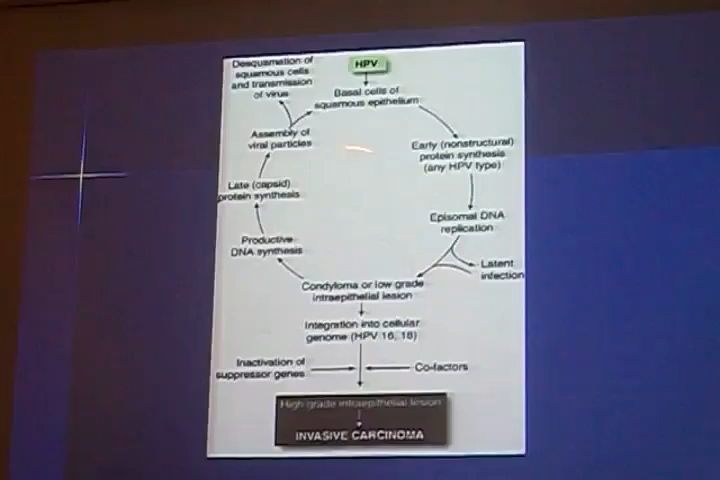 HPV
Desquamation of
squamous cells
and transmission
of virus
Basal cells of
squamous epithelium
Assembly of
viral particles
Early (nonstructural)
protein synthesis
(any HPV type)
Late (capsid)
protein synthesis
Episomal DNA
replication
Productive
DNA synthesis
Latent
infection
Condyloma or low grade
intraepithelial lesion
Integration into cellular
genome (HPV 16, 18)
Inactivation of
suppressor genes
Co-factors
High grade intraepithelial lesion
INVASIVE CARCINOMA